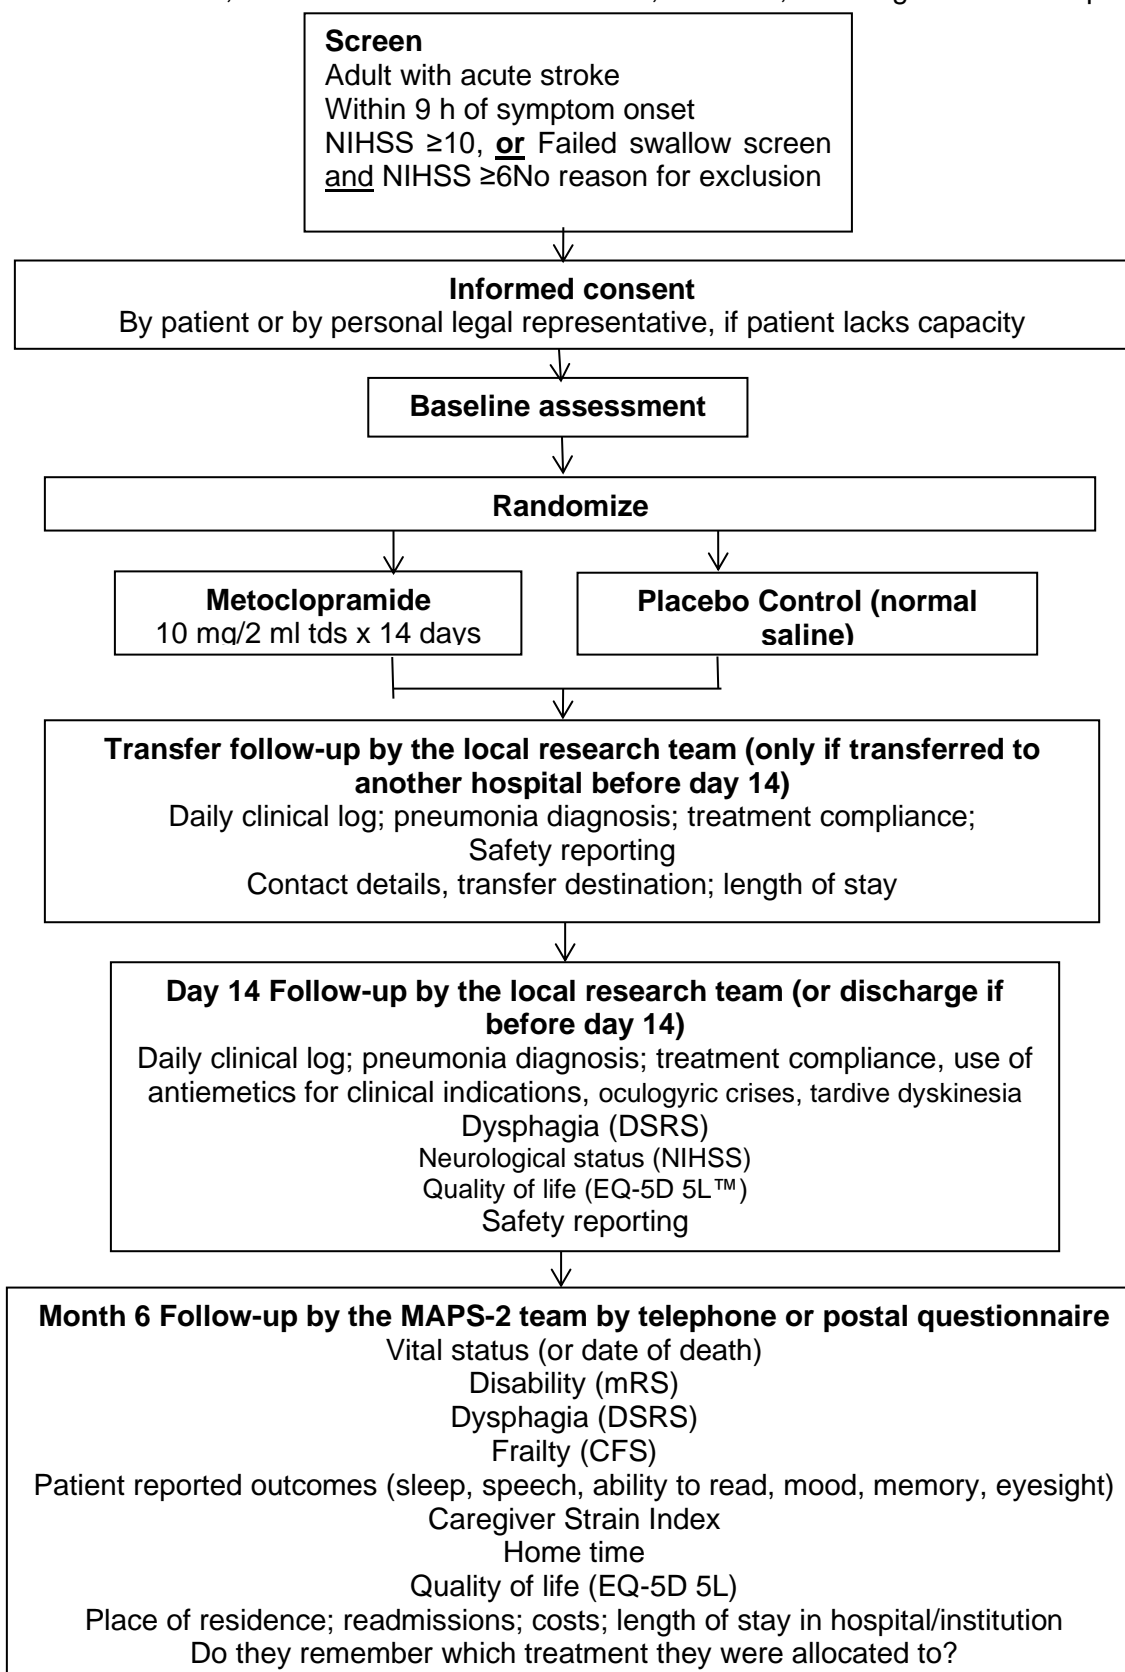 Screen
Adult with acute stroke
Within 9 h of symptom onset
NIHSS ≥10, or Failed swallow screen
and NIHSS ≥6No reason for exclusion
Informed consent
By patient or by personal legal representative, if patient lacks capacity
Baseline assessment
Randomize
Metoclopramide
10 mg/2 ml tds x 14 days
Placebo Control (normal
saline)
Transfer follow-up by the local research team (only if transferred to
another hospital before day 14)
Daily clinical log; pneumonia diagnosis; treatment compliance;
Safety reporting
Contact details, transfer destination; length of stay
Day 14 Follow-up by the local research team (or discharge if
before day 14)
Daily clinical log; pneumonia diagnosis; treatment compliance, use of
antiemetics for clinical indications, oculogyric crises, tardive dyskinesia
Dysphagia (DSRS)
Neurological status (NIHSS)
Quality of life (EQ-5D 5L™)
Safety reporting
Month 6 Follow-up by the MAPS-2 team by telephone or postal questionnaire
Vital status (or date of death)
Disability (mRS)
Dysphagia (DSRS)
Frailty (CFS)
Patient reported outcomes (sleep, speech, ability to read, mood, memory, eyesight)
Caregiver Strain Index
Home time
Quality of life (EQ-5D 5L)
Place of residence; readmissions; costs; length of stay in hospital/institution
Do they remember which treatment they were allocated to?